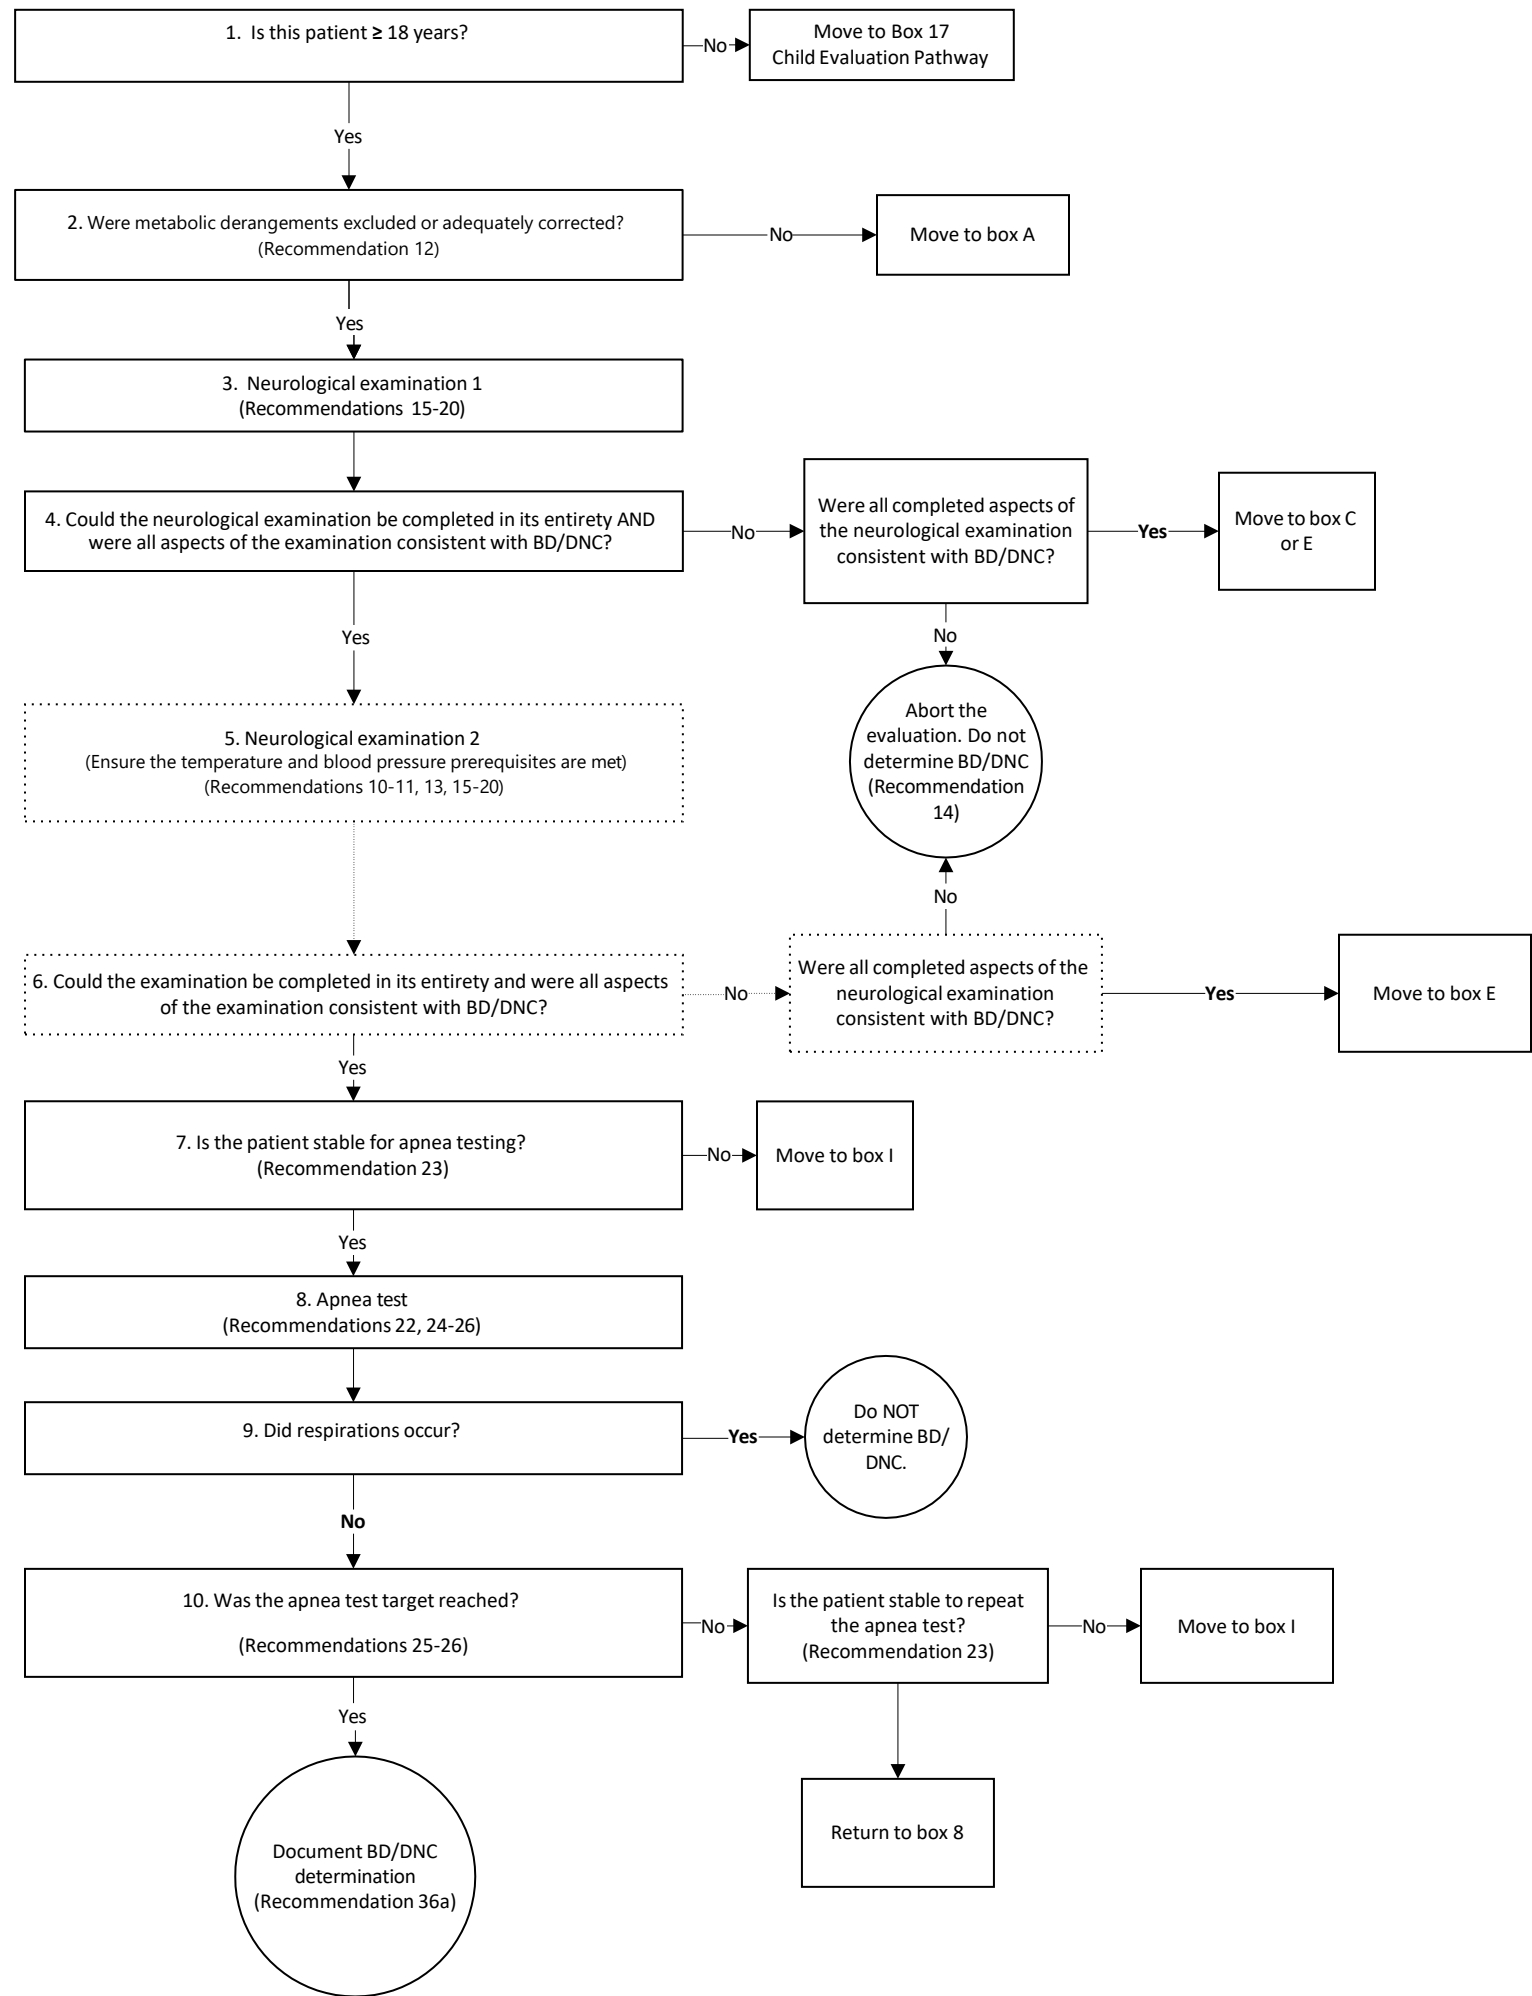 1. Is this patient ≥ 18 years?
No
Move to Box 17
Child Evaluation Pathway
Yes
2. Were metabolic derangements excluded or adequately corrected?
(Recommendation 12)
No
Move to box A
Yes
3. Neurological examination 1
(Recommendations 15-20)
4. Could the neurological examination be completed in its entirety AND
were all aspects of the examination consistent with BD/DNC?
No
Were all completed aspects of
the neurological examination
consistent with BD/DNC?
Yes
Move to box C
or E
Yes
No
Abort the
evaluation. Do not
determine BD/DNC
(Recommendation
14)
5. Neurological examination 2
(Ensure the temperature and blood pressure prerequisites are met)
(Recommendations 10-11, 13, 15-20)
No
6. Could the examination be completed in its entirety and were all aspects
of the examination consistent with BD/DNC?
No
Were all completed aspects of the
neurological examination
consistent with BD/DNC?
Yes
Move to box E
Yes
7. Is the patient stable for apnea testing?
(Recommendation 23)
No
Move to box I
Yes
8. Apnea test
(Recommendations 22, 24-26)
9. Did respirations occur?
Yes
Do NOT
determine BD/
DNC.
No
10. Was the apnea test target reached?
(Recommendations 25-26)
No
Is the patient stable to repeat
the apnea test?
(Recommendation 23)
No
Move to box I
Yes
Return to box 8
Document BD/DNC
determination
(Recommendation 36a)